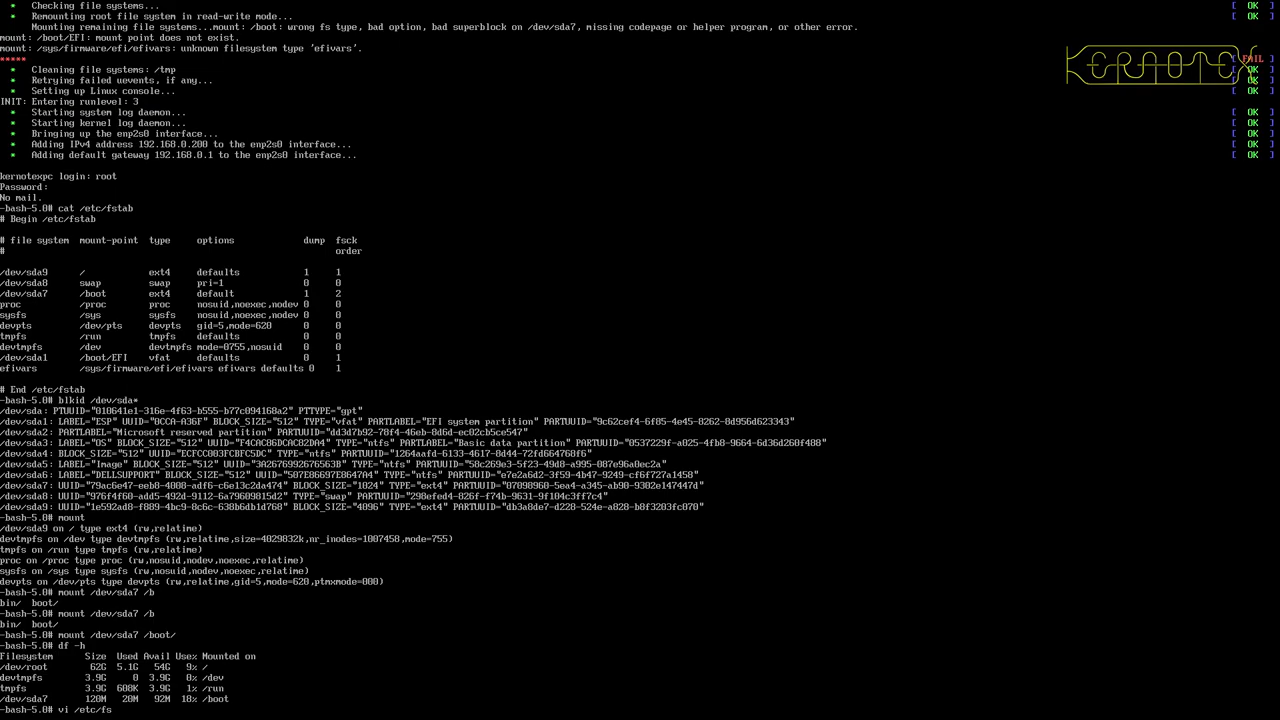 * Checking file systems... [ OK ]
* Remounting root file system in read-write mode... [ OK ]
Mounting remaining file systems...mount: /boot: wrong fs type, bad option, bad superblock on /dev/sda7, missing codepage or helper program, or other error.
mount: /boot/EFI: mount point does not exist.
mount: /sys/firmware/efi/efivars: unknown filesystem type 'efivars'.
***** [ FAIL ]
KERNOTEX
* Cleaning file systems: /tmp [ OK ]
* Retrying failed uevents, if any... [ OK ]
* Setting up Linux console... [ OK ]
INIT: Entering runlevel: 3
* Starting system log daemon... [ OK ]
* Starting kernel log daemon... [ OK ]
* Bringing up the enp2s0 interface... [ OK ]
* Adding IPv4 address 192.168.0.200 to the enp2s0 interface... [ OK ]
* Adding default gateway 192.168.0.1 to the enp2s0 interface... [ OK ]
kernotexpc login: root
Password:
No mail.
-bash-5.0# cat /etc/fstab
# Begin /etc/fstab
# file system mount-point type options dump fsck
# order
/dev/sda9 / ext4 defaults 1 1
/dev/sda8 swap swap pri=1 0 0
/dev/sda7 /boot ext4 default 1 2
proc /proc proc nosuid,noexec,nodev 0 0
sysfs /sys sysfs nosuid,noexec,nodev 0 0
devpts /dev/pts devpts gid=5,mode=620 0 0
tmpfs /run tmpfs defaults 0 0
devtmpfs /dev devtmpfs mode=0755,nosuid 0 0
/dev/sda1 /boot/EFI vfat defaults 0 1
efivars /sys/firmware/efi/efivars efivars defaults 0 1
# End /etc/fstab
-bash-5.0# blkid /dev/sda*
/dev/sda: PTUUID="010641e1-316e-4f63-b555-b77c094168a2" PTTYPE="gpt"
/dev/sda1: LABEL="ESP" UUID="0CCA-A36F" BLOCK_SIZE="512" TYPE="vfat" PARTLABEL="EFI system partition" PARTUUID="9c62cef4-6f85-4e45-8262-8d956d623343"
/dev/sda2: PARTLABEL="Microsoft reserved partition" PARTUUID="dd3d7b92-78f4-46eb-8d6d-ec02cb5ce547"
/dev/sda3: LABEL="OS" BLOCK_SIZE="512" UUID="F4CAC86DCAC82DA4" TYPE="ntfs" PARTLABEL="Basic data partition" PARTUUID="0537229f-a025-4fb8-9664-6d36d268f488"
/dev/sda4: BLOCK_SIZE="512" UUID="ECFCC003FCBFC5DC" TYPE="ntfs" PARTUUID="1264aafd-6133-4617-8d44-72fd664768f6"
/dev/sda5: LABEL="Image" BLOCK_SIZE="512" UUID="3A2676992676563B" TYPE="ntfs" PARTUUID="58c269e3-5f23-49d8-a995-087e96a0ec2a"
/dev/sda6: LABEL="DELLSUPPORT" BLOCK_SIZE="512" UUID="507E86697E8647A4" TYPE="ntfs" PARTUUID="e7e2a6d2-3f59-4b47-9249-cf6f727a1458"
/dev/sda7: UUID="79ac6e47-eeb8-4008-adf6-c6e13c2da474" BLOCK_SIZE="1024" TYPE="ext4" PARTUUID="07098960-5ea4-a345-ab90-9382e147447d"
/dev/sda8: UUID="976f4f60-add5-492d-9112-6a79609815d2" TYPE="swap" PARTUUID="298efed4-826f-f74b-9631-9f104c3ff7c4"
/dev/sda9: UUID="1e592ad8-f889-4bc9-8c6c-638b6db1d768" BLOCK_SIZE="4096" TYPE="ext4" PARTUUID="db3a8de7-d228-524e-a828-b8f3203fc070"
-bash-5.0# mount
/dev/sda9 on / type ext4 (rw,relatime)
devtmpfs on /dev type devtmpfs (rw,relatime,size=4029832k,nr_inodes=1007458,mode=755)
tmpfs on /run type tmpfs (rw,relatime)
proc on /proc type proc (rw,nosuid,nodev,noexec,relatime)
sysfs on /sys type sysfs (rw,nosuid,nodev,noexec,relatime)
devpts on /dev/pts type devpts (rw,relatime,gid=5,mode=620,ptmxmode=000)
-bash-5.0# mount /dev/sda7 /b
bin/ boot/
-bash-5.0# mount /dev/sda7 /b
bin/ boot/
-bash-5.0# mount /dev/sda7 /boot/
-bash-5.0# df -h
Filesystem Size Used Avail Use% Mounted on
/dev/root 62G 5.1G 54G 9% /
devtmpfs 3.9G 0 3.9G 0% /dev
tmpfs 3.9G 608K 3.9G 1% /run
/dev/sda7 120M 20M 92M 18% /boot
-bash-5.0# vi /etc/fs